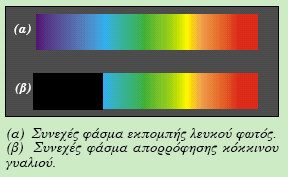 (α)
(β)
(α) Συνεχές φάσμα εκπομπής λευκού φωτός.
(β) Συνεχές φάσμα απορρόφησης κόκκινου
γυαλιού.